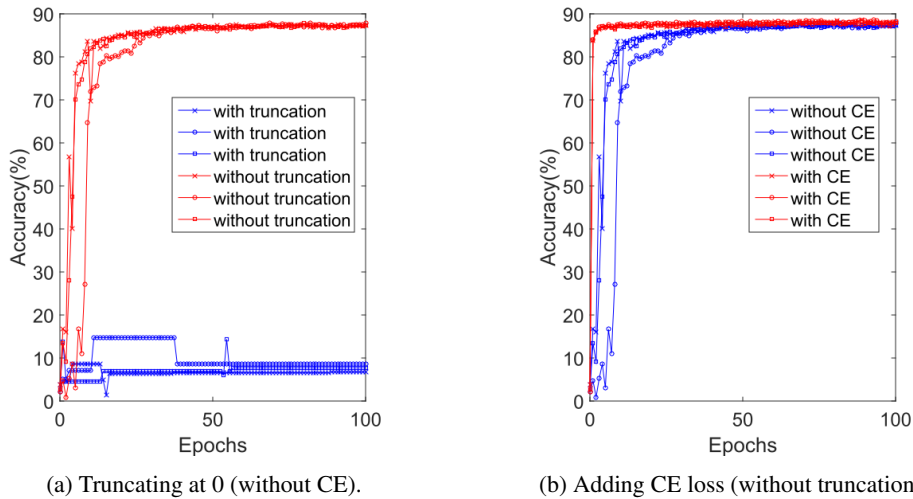 90
80
70
60
50
40
30
20
10
0
Accuracy(%)
with truncation
with truncation
with truncation
without truncation
without truncation
without truncation
0
50
100
Epochs
(a) Truncating at 0 (without CE).
90
80
70
60
50
40
30
20
10
0
Accuracy(%)
without CE
without CE
without CE
with CE
with CE
with CE
0
50
100
Epochs
(b) Adding CE loss (without truncation